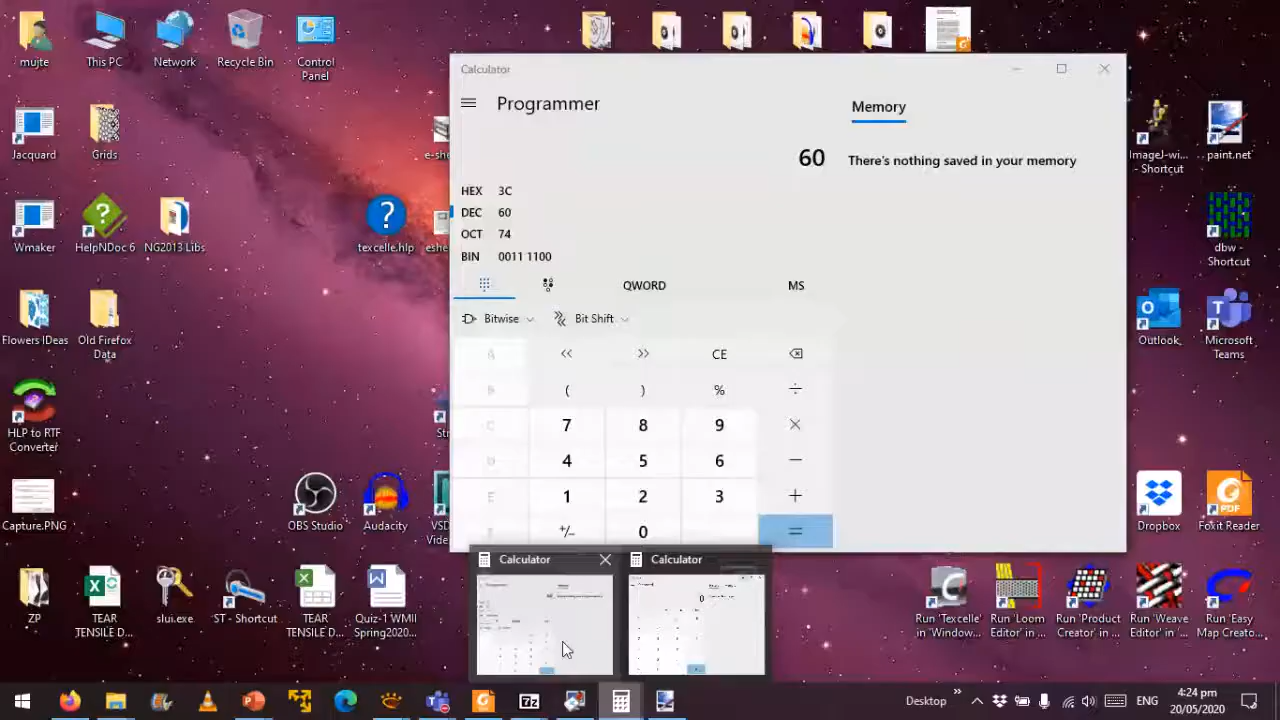 mujte
This PC
Network
Recycle Bin
Control
Panel
Jacquard
Grids
Wmaker
HelpNDoc 6
NG2013 Libs
texcelle.hlp
Flowers IDeas
Old Firefox
Data
HLP to RTF
Converter
Capture.PNG
OBS Studio
Audacity
ZP
TEAR
TENSILE D...
slui.exe
ST - Shortcut
TEAR
TENSILE D...
Quiz-1 WMII
Spring2020...
Calculator
Programmer
Memory
60
There's nothing saved in your memory
HEX 3C
DEC 60
OCT 74
BIN 0011 1100
QWORD
MS
Bitwise
Bit Shift
A << >> CE
B ( ) % ÷
C 7 8 9 ×
D 4 5 6 −
E 1 2 3 +
+/− 0 =
Calculator
Calculator
ImageJ-wi...
- Shortcut
paint.net
dbw -
Shortcut
Outlook
Microsoft
Teams
Dropbox
Foxit Reader
Run 'Texcelle'
in 'Window...
Run 'Loom
Editor' in ...
Run 'Product
Creator' in ...
Run 'Weave
Editor' in '...
Run 'Easy
Map Creato...
7z
Desktop
»
ENG
4:24 pm
20/05/2020